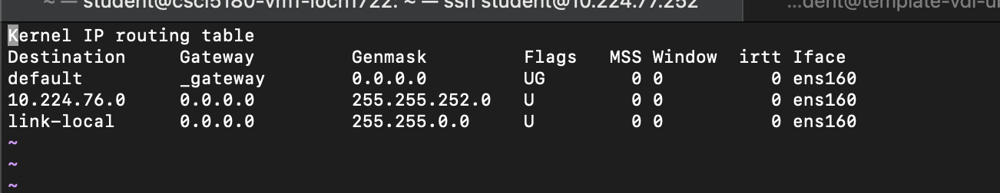 ~ — student@csci5180-vm1-loch1722: ~ — ssh student@10.224.77.252 ...dent@template-vdi-ub
Kernel IP routing table
Destination Gateway Genmask Flags MSS Window irtt Iface
default _gateway 0.0.0.0 UG 0 0 0 ens160
10.224.76.0 0.0.0.0 255.255.252.0 U 0 0 0 ens160
link-local 0.0.0.0 255.255.0.0 U 0 0 0 ens160
~
~
~